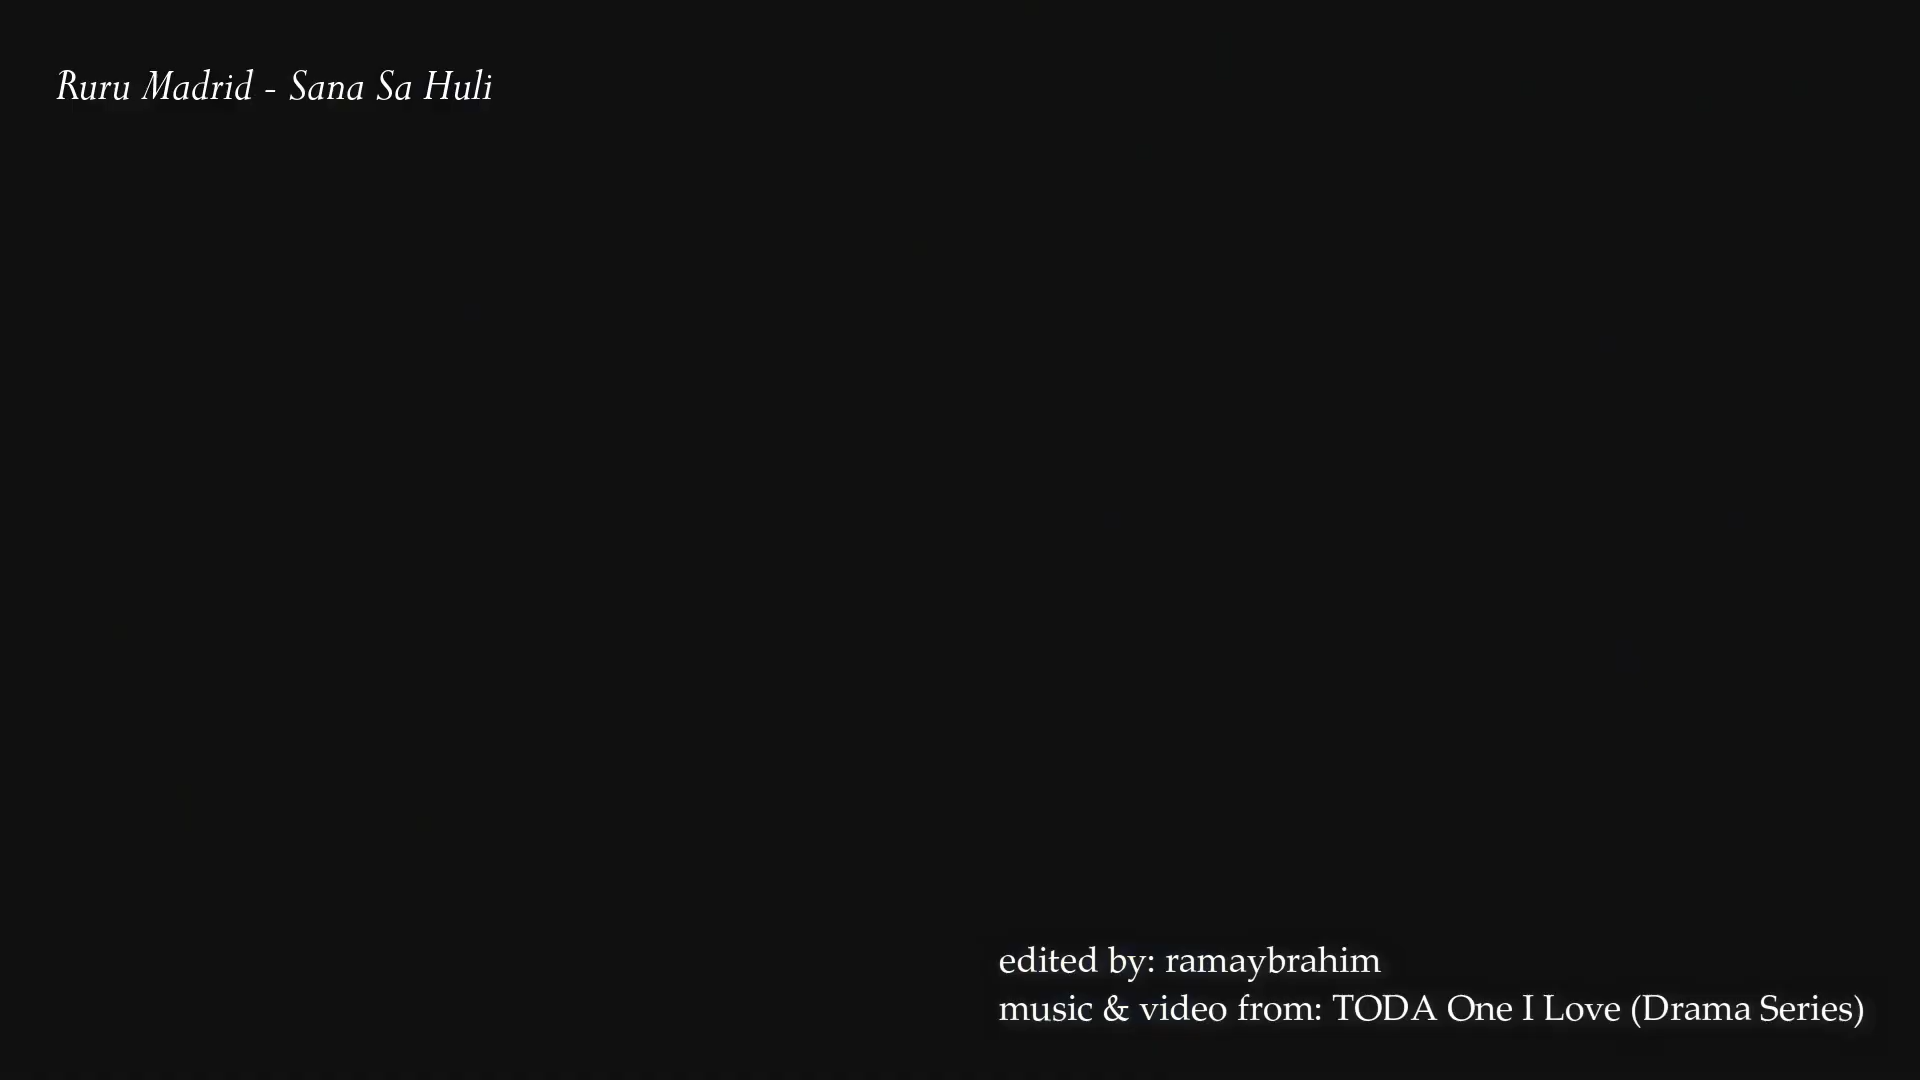 Ruru Madrid - Sana Sa Huli
edited by: ramaybrahim
music & video from: TODA One I Love (Drama Series)